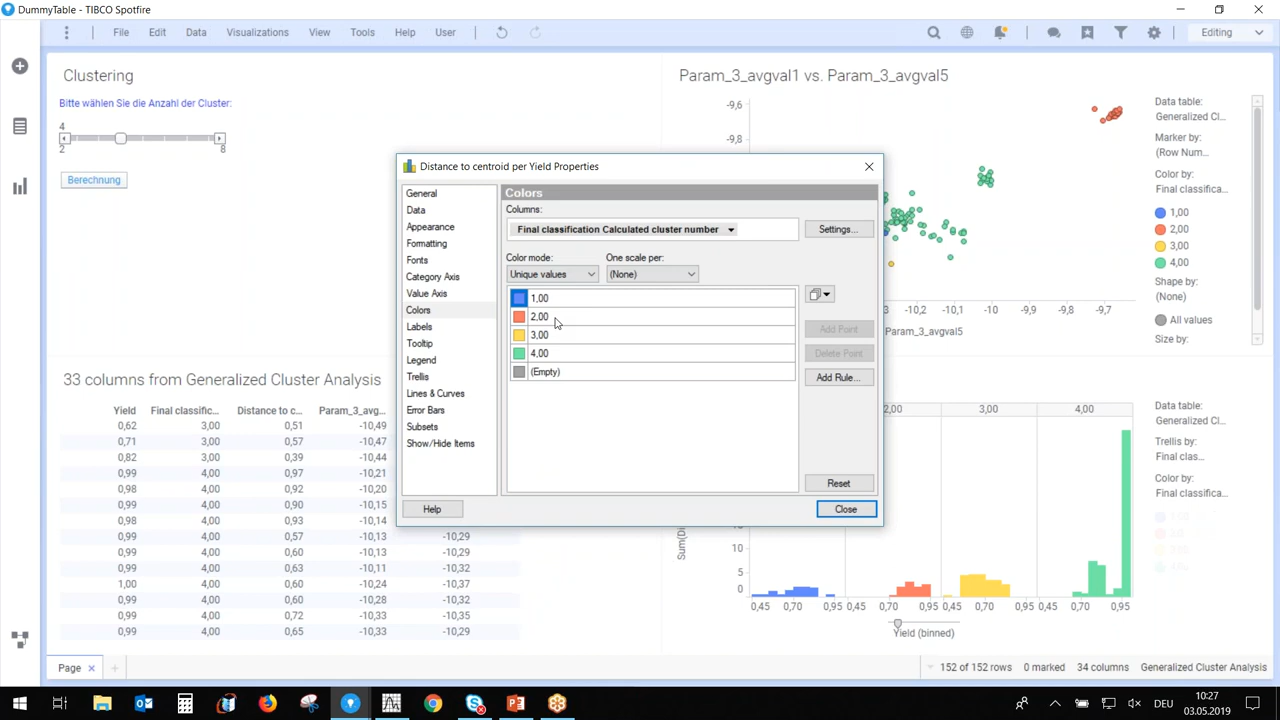 DummyTable - TIBCO Spotfire
File Edit Data Visualizations View Tools Help User Editing
Clustering
Bitte wählen Sie die Anzahl der Cluster:
4
2 8
Berechnung
Param_3_avgval1 vs. Param_3_avgval5
-9,6
-9,8
3 -10,2 -10,1 -10 -9,9 -9,8 -9,7
Param_3_avgval5
Data table:
Generalized Cl...
Marker by:
(Row Num...
Color by:
Final classifica...
1,00
2,00
3,00
4,00
Shape by:
(None)
All values
Size by:
Distance to centroid per Yield Properties
General
Data
Appearance
Formatting
Fonts
Category Axis
Value Axis
Colors
Labels
Tooltip
Legend
Trellis
Lines & Curves
Error Bars
Subsets
Show/Hide Items
Colors
Columns:
Final classification Calculated cluster number
Settings...
Color mode: One scale per:
Unique values (None)
1,00
2,00
3,00
4,00
(Empty)
Add Point
Delete Point
Add Rule...
Reset
Help
Close
33 columns from Generalized Cluster Analysis
Yield Final classific... Distance to c... Param_3_avg...
0,62 3,00 0,51 -10,49
0,71 3,00 0,57 -10,47
0,82 3,00 0,39 -10,44
0,99 4,00 0,97 -10,21
0,98 4,00 0,92 -10,20
0,99 4,00 0,90 -10,15
0,98 4,00 0,93 -10,14
0,99 4,00 0,57 -10,13 -10,29
0,99 4,00 0,60 -10,13 -10,29
0,99 4,00 0,63 -10,11 -10,32
1,00 4,00 0,60 -10,24 -10,37
0,99 4,00 0,60 -10,28 -10,32
0,99 4,00 0,72 -10,33 -10,35
0,99 4,00 0,65 -10,33 -10,29
2,00 3,00 4,00
Sum(Di
10
5
0
0,45 0,70 0,95 0,45 0,70 0,95 0,45 0,70 0,95
Yield (binned)
Data table:
Generalized Cl...
Trellis by:
Final clas...
Color by:
Final classifica...
Page
152 of 152 rows 0 marked 34 columns Generalized Cluster Analysis
DEU
10:27
03.05.2019